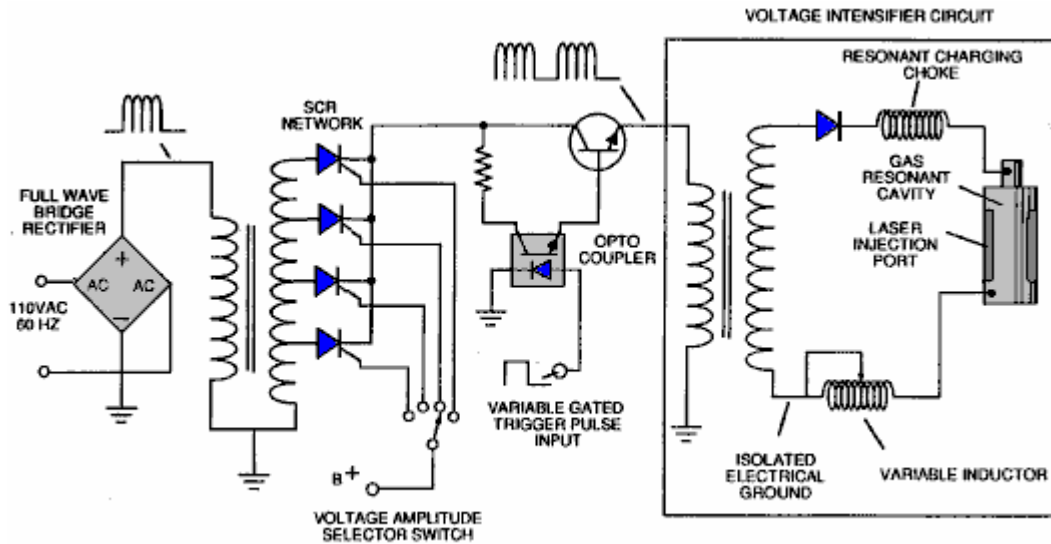 VOLTAGE INTENSIFIER CIRCUIT
RESONANT CHARGING
CHOKE
SCR
NETWORK
FULL WAVE
BRIDGE
RECTIFIER
GAS
RESONANT
CAVITY
LASER
INJECTION
PORT
OPTO
COUPLER
+
AC AC
−
110VAC
60 HZ
VARIABLE GATED
TRIGGER PULSE
INPUT
ISOLATED
ELECTRICAL
GROUND
VARIABLE INDUCTOR
B+
VOLTAGE AMPLITUDE
SELECTOR SWITCH